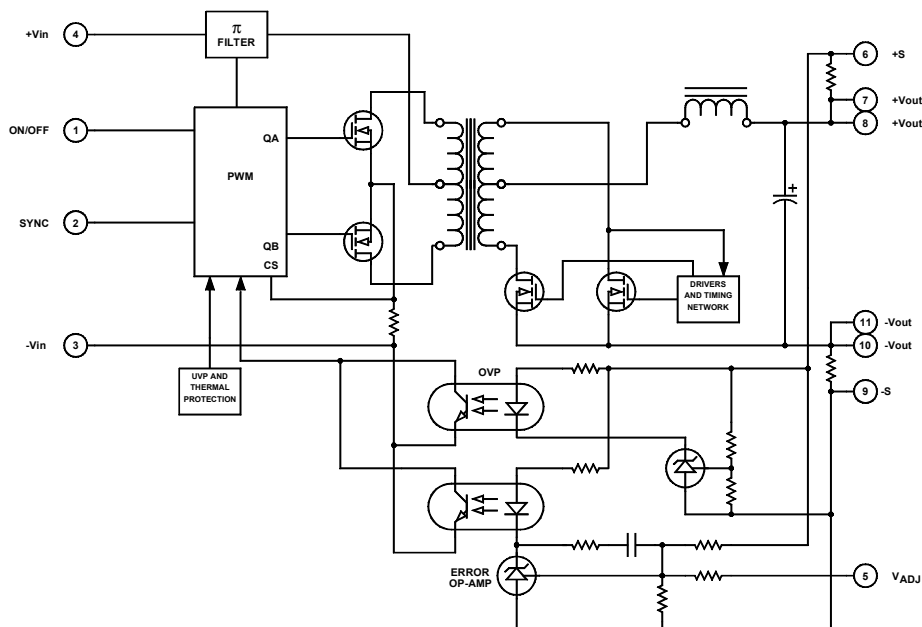 +Vin
4
π
FILTER
6
+S
7
+Vout
8
+Vout
ON/OFF
1
QA
PWM
SYNC
2
QB
CS
DRIVERS
AND TIMING
NETWORK
11
-Vout
-Vin
3
10
-Vout
UVP AND
THERMAL
PROTECTION
OVP
9
-S
ERROR
OP-AMP
5
VADJ
+